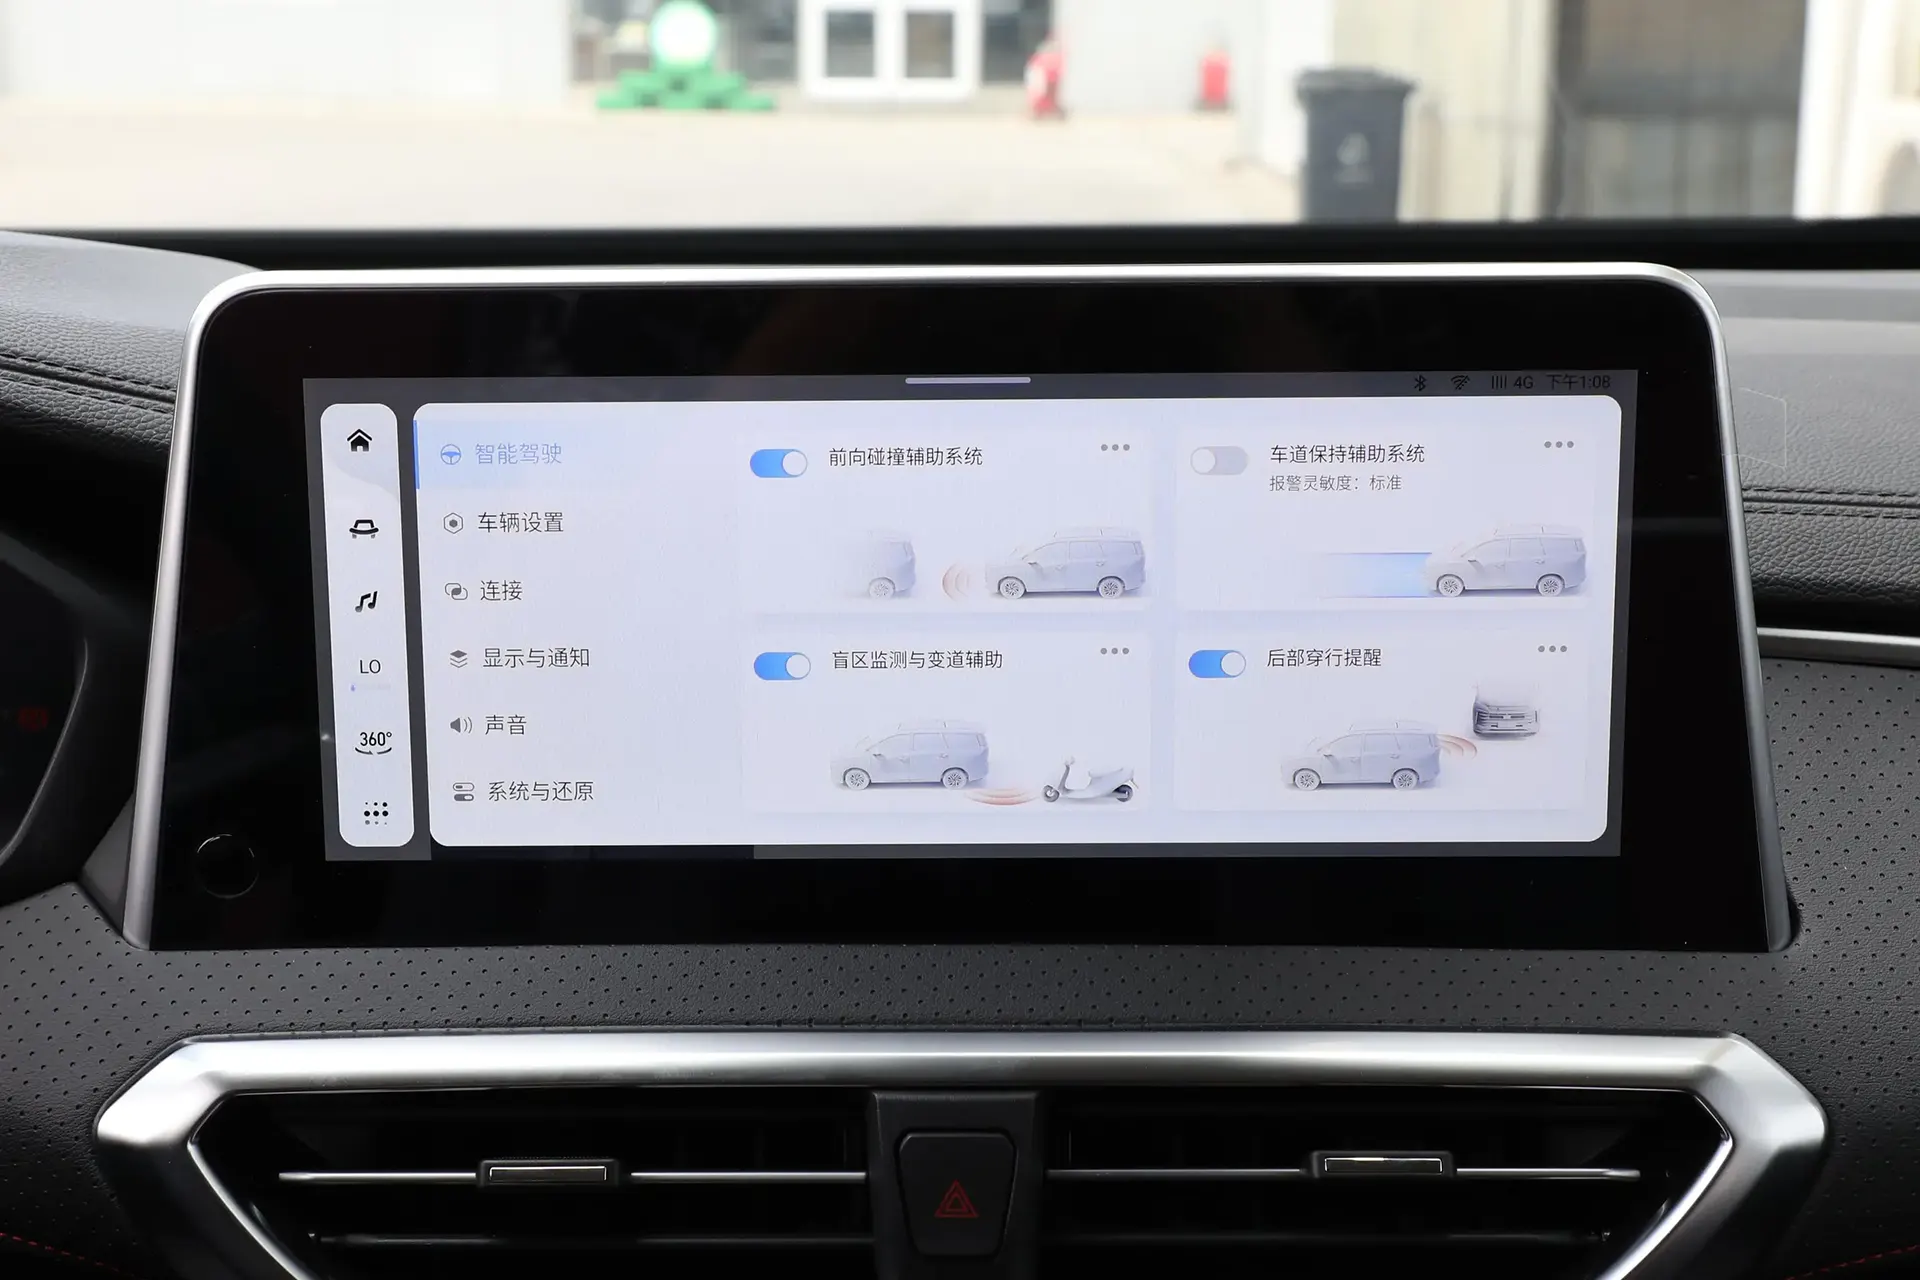 4G 下午1:08
LO
360°
智能驾驶
车辆设置
连接
显示与通知
声音
系统与还原
前向碰撞辅助系统
车道保持辅助系统
报警灵敏度：标准
盲区监测与变道辅助
后部穿行提醒